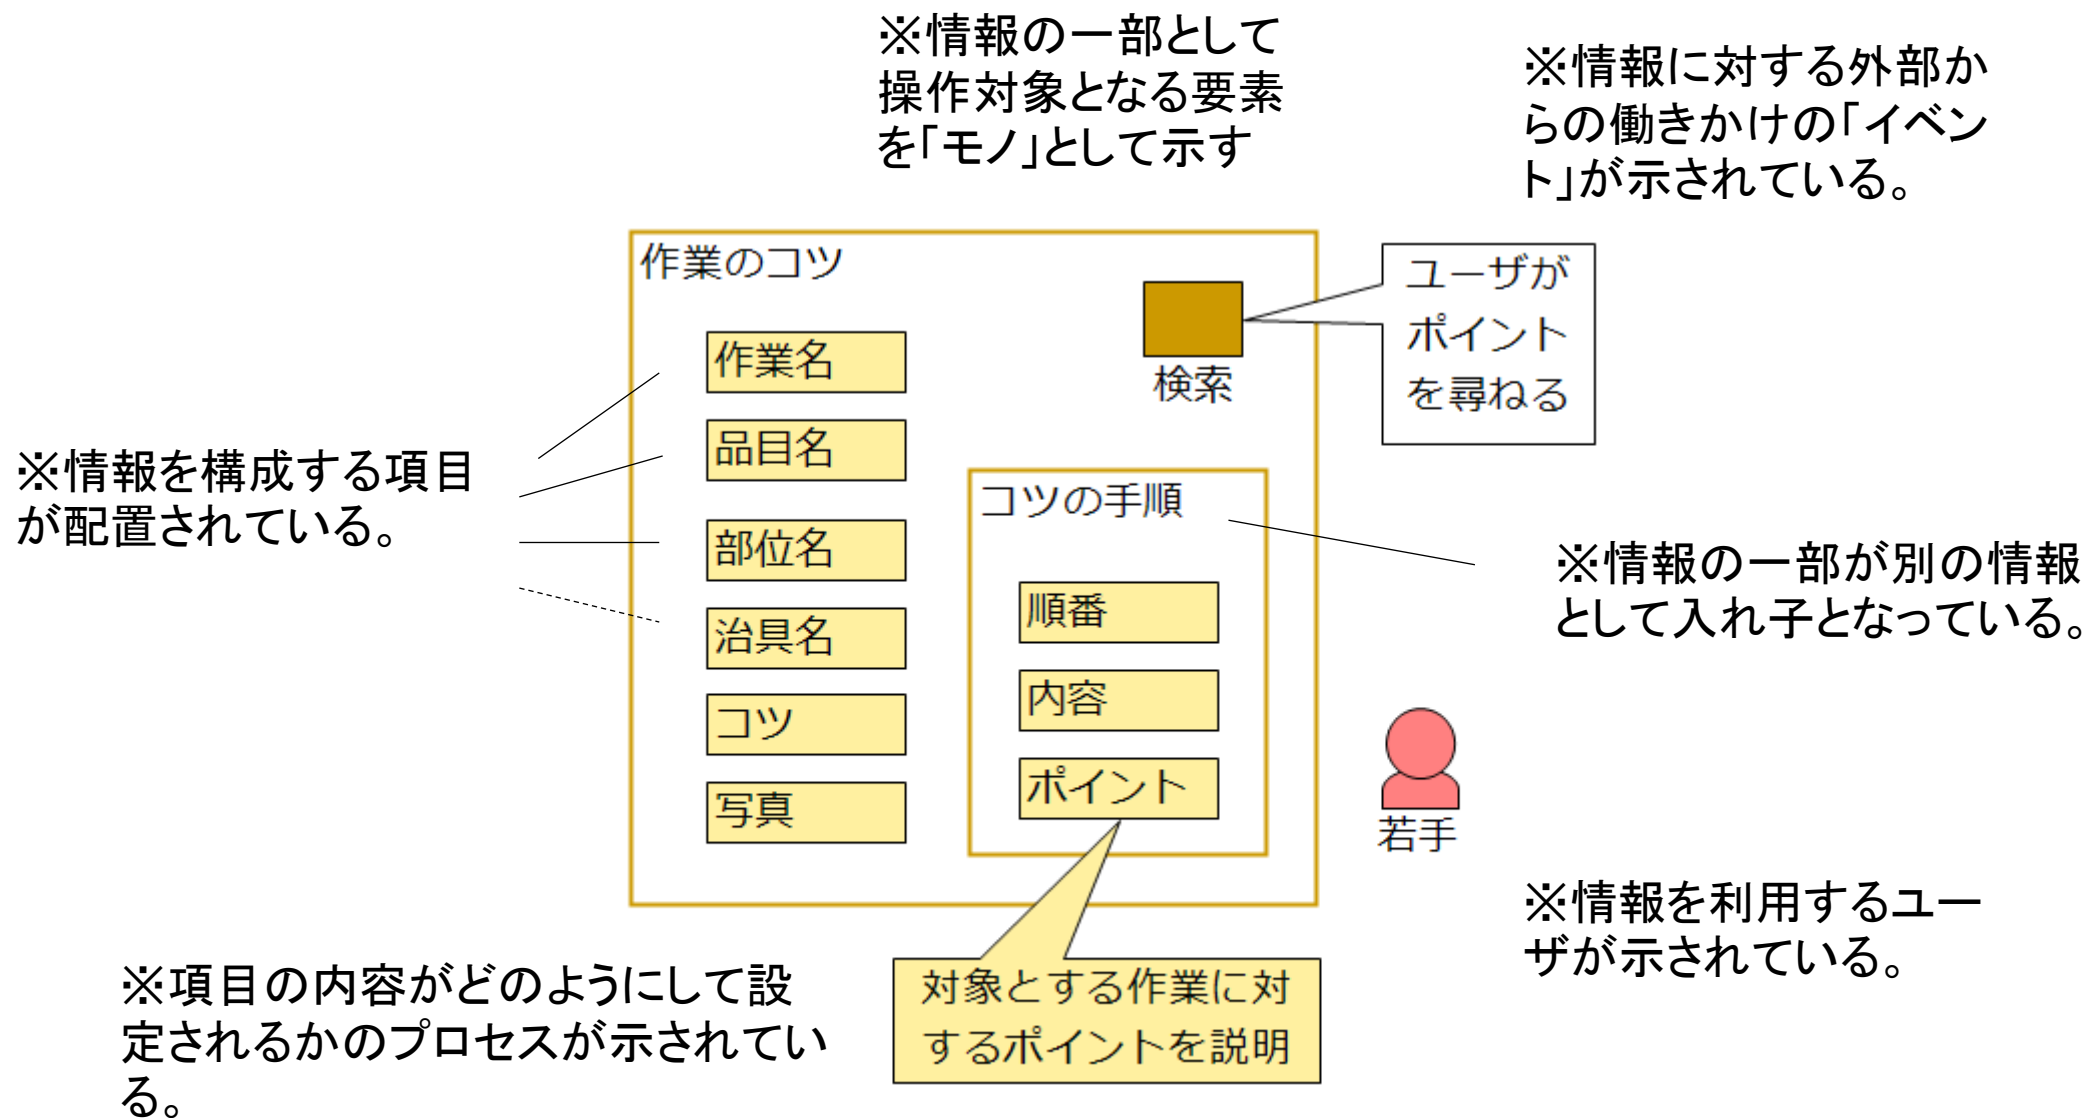 ※情報の一部として
操作対象となる要素
を「モノ」として示す
※情報に対する外部か
らの働きかけの「イベン
ト」が示されている。
作業のコツ
ユーザが
ポイント
を尋ねる
検索
作業名
品目名
部位名
治具名
コツ
写真
※情報を構成する項目
が配置されている。
コツの手順
順番
内容
ポイント
※情報の一部が別の情報
として入れ子となっている。
若手
※情報を利用するユー
ザが示されている。
対象とする作業に対
するポイントを説明
※項目の内容がどのようにして設
定されるかのプロセスが示されてい
る。